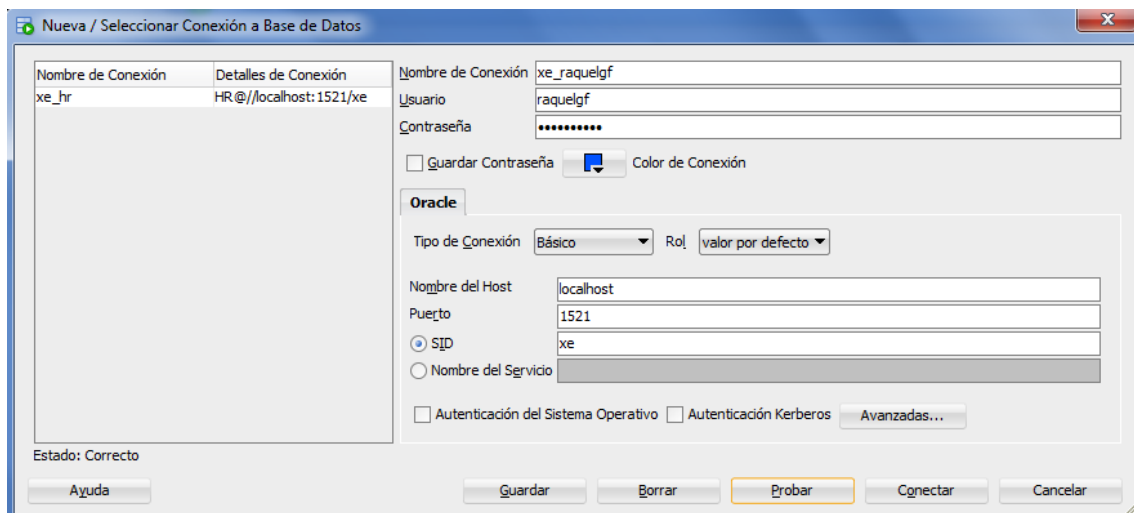 Nueva / Seleccionar Conexión a Base de Datos
Nombre de Conexión Detalles de Conexión
xe_hr HR@//localhost:1521/xe
Nombre de Conexión xe_raquelgf
Usuario raquelgf
Contraseña ••••••••••
Guardar Contraseña Color de Conexión
Oracle
Tipo de Conexión Básico Rol valor por defecto
Nombre del Host localhost
Puerto 1521
SID xe
Nombre del Servicio
Autenticación del Sistema Operativo Autenticación Kerberos Avanzadas...
Estado: Correcto
Ayuda Guardar Borrar Probar Conectar Cancelar